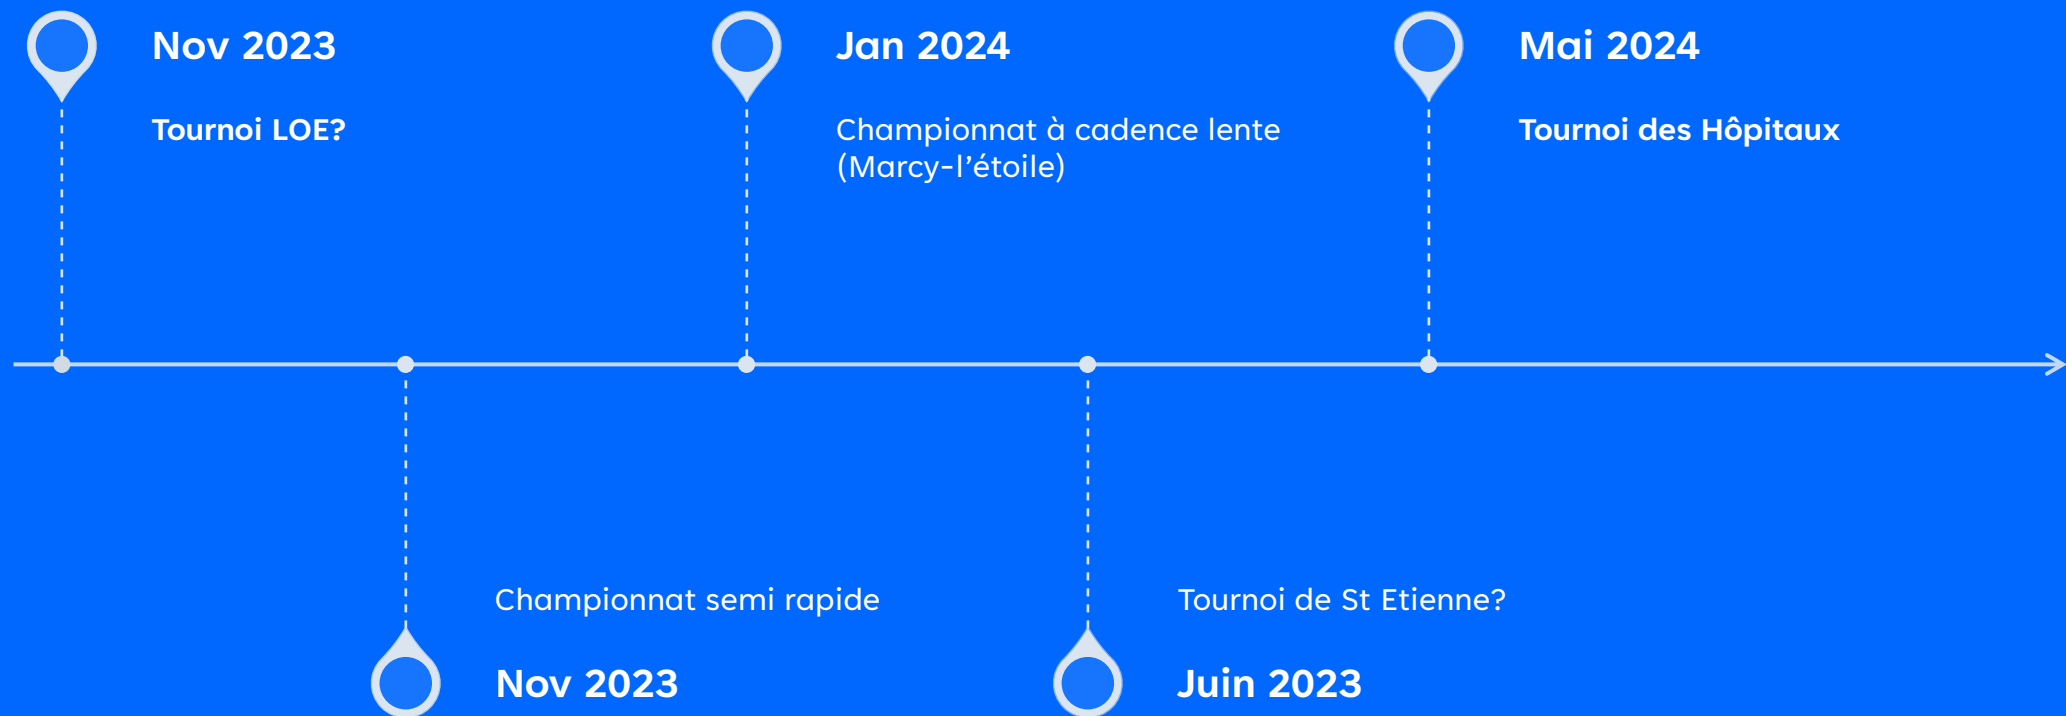 Nov 2023
Tournoi LOE?
Jan 2024
Championnat à cadence lente
(Marcy-l’étoile)
Mai 2024
Tournoi des Hôpitaux
Championnat semi rapide
Nov 2023
Tournoi de St Etienne?
Juin 2023